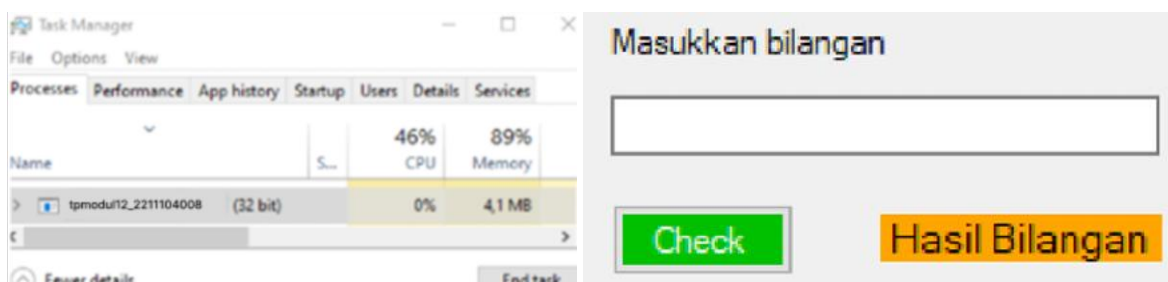 Task Manager
File Options View
Processes Performance App history Startup Users Details Services
46% 89%
Name S... CPU Memory
tpmodul12_2211104008 (32 bit) 0% 4,1 MB
Fewer details End task
Masukkan bilangan
Check Hasil Bilangan